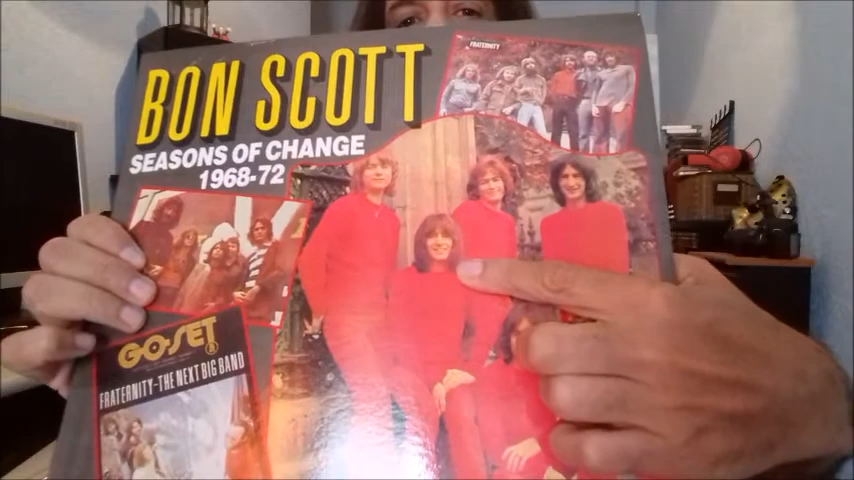 BON SCOTT
SEASONS OF CHANGE
1968-72
FRATERNITY
GO-SET
FRATERNITY-THE NEXT BIG BAND